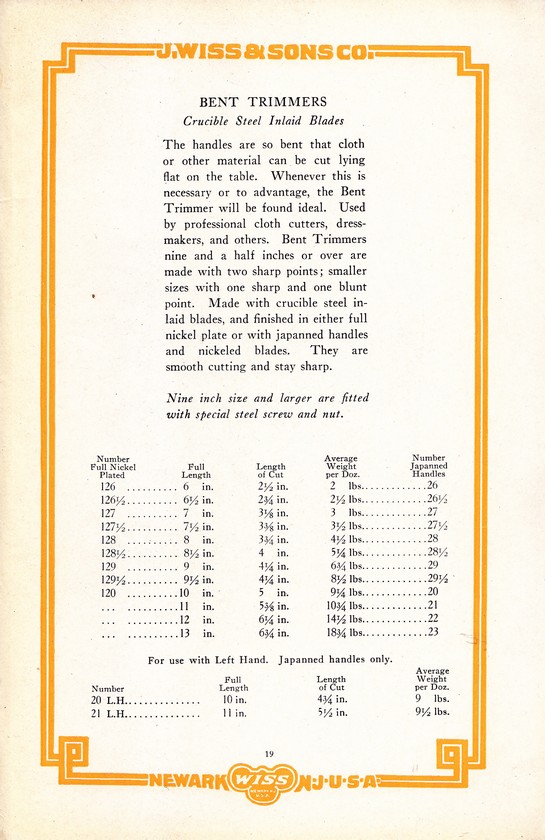 J. WISS & SONS CO.
BENT TRIMMERS
Crucible Steel Inlaid Blades
The handles are so bent that cloth
or other material can be cut lying
flat on the table. Whenever this is
necessary or to advantage, the Bent
Trimmer will be found ideal. Used
by professional cloth cutters, dress-
makers, and others. Bent Trimmers
nine and a half inches or over are
made with two sharp points; smaller
sizes with one sharp and one blunt
point. Made with crucible steel in-
laid blades, and finished in either full
nickel plate or with japanned handles
and nickeled blades. They are
smooth cutting and stay sharp.
Nine inch size and larger are fitted
with special steel screw and nut.
Number Average Number
Full Nickel Full Length Weight Japanned
Plated Length of Cut per Doz. Handles
126 .......... 6 in. 2½ in. 2 lbs.............26
126½.......... 6½ in. 2¾ in. 2½ lbs.............26½
127 .......... 7 in. 3⅛ in. 3 lbs.............27
127½.......... 7½ in. 3⅜ in. 3½ lbs.............27½
128 .......... 8 in. 3¾ in. 4½ lbs.............28
128½.......... 8½ in. 4 in. 5¼ lbs.............28½
129 .......... 9 in. 4¼ in. 6¾ lbs.............29
129½.......... 9½ in. 4¼ in. 8½ lbs.............29½
120 ..........10 in. 5 in. 9¼ lbs.............20
... ..........11 in. 5⅜ in. 10¾ lbs.............21
... ..........12 in. 6¼ in. 14½ lbs.............22
... ..........13 in. 6¾ in. 18¾ lbs.............23
For use with Left Hand. Japanned handles only.
Average
Full Length Weight
Number Length of Cut per Doz.
20 L.H............... 10 in. 4¾ in. 9 lbs.
21 L.H............... 11 in. 5½ in. 9½ lbs.
19
NEWARK WISS N·J·U·S·A·
NEWARK N.J.
U.S.A.